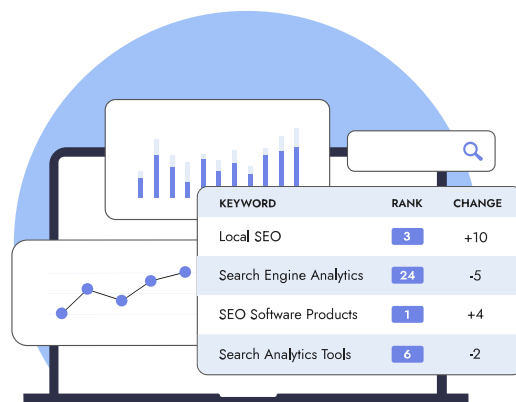 KEYWORD RANK CHANGE
Local SEO 3 +10
Search Engine Analytics 24 -5
SEO Software Products 1 +4
Search Analytics Tools 6 -2